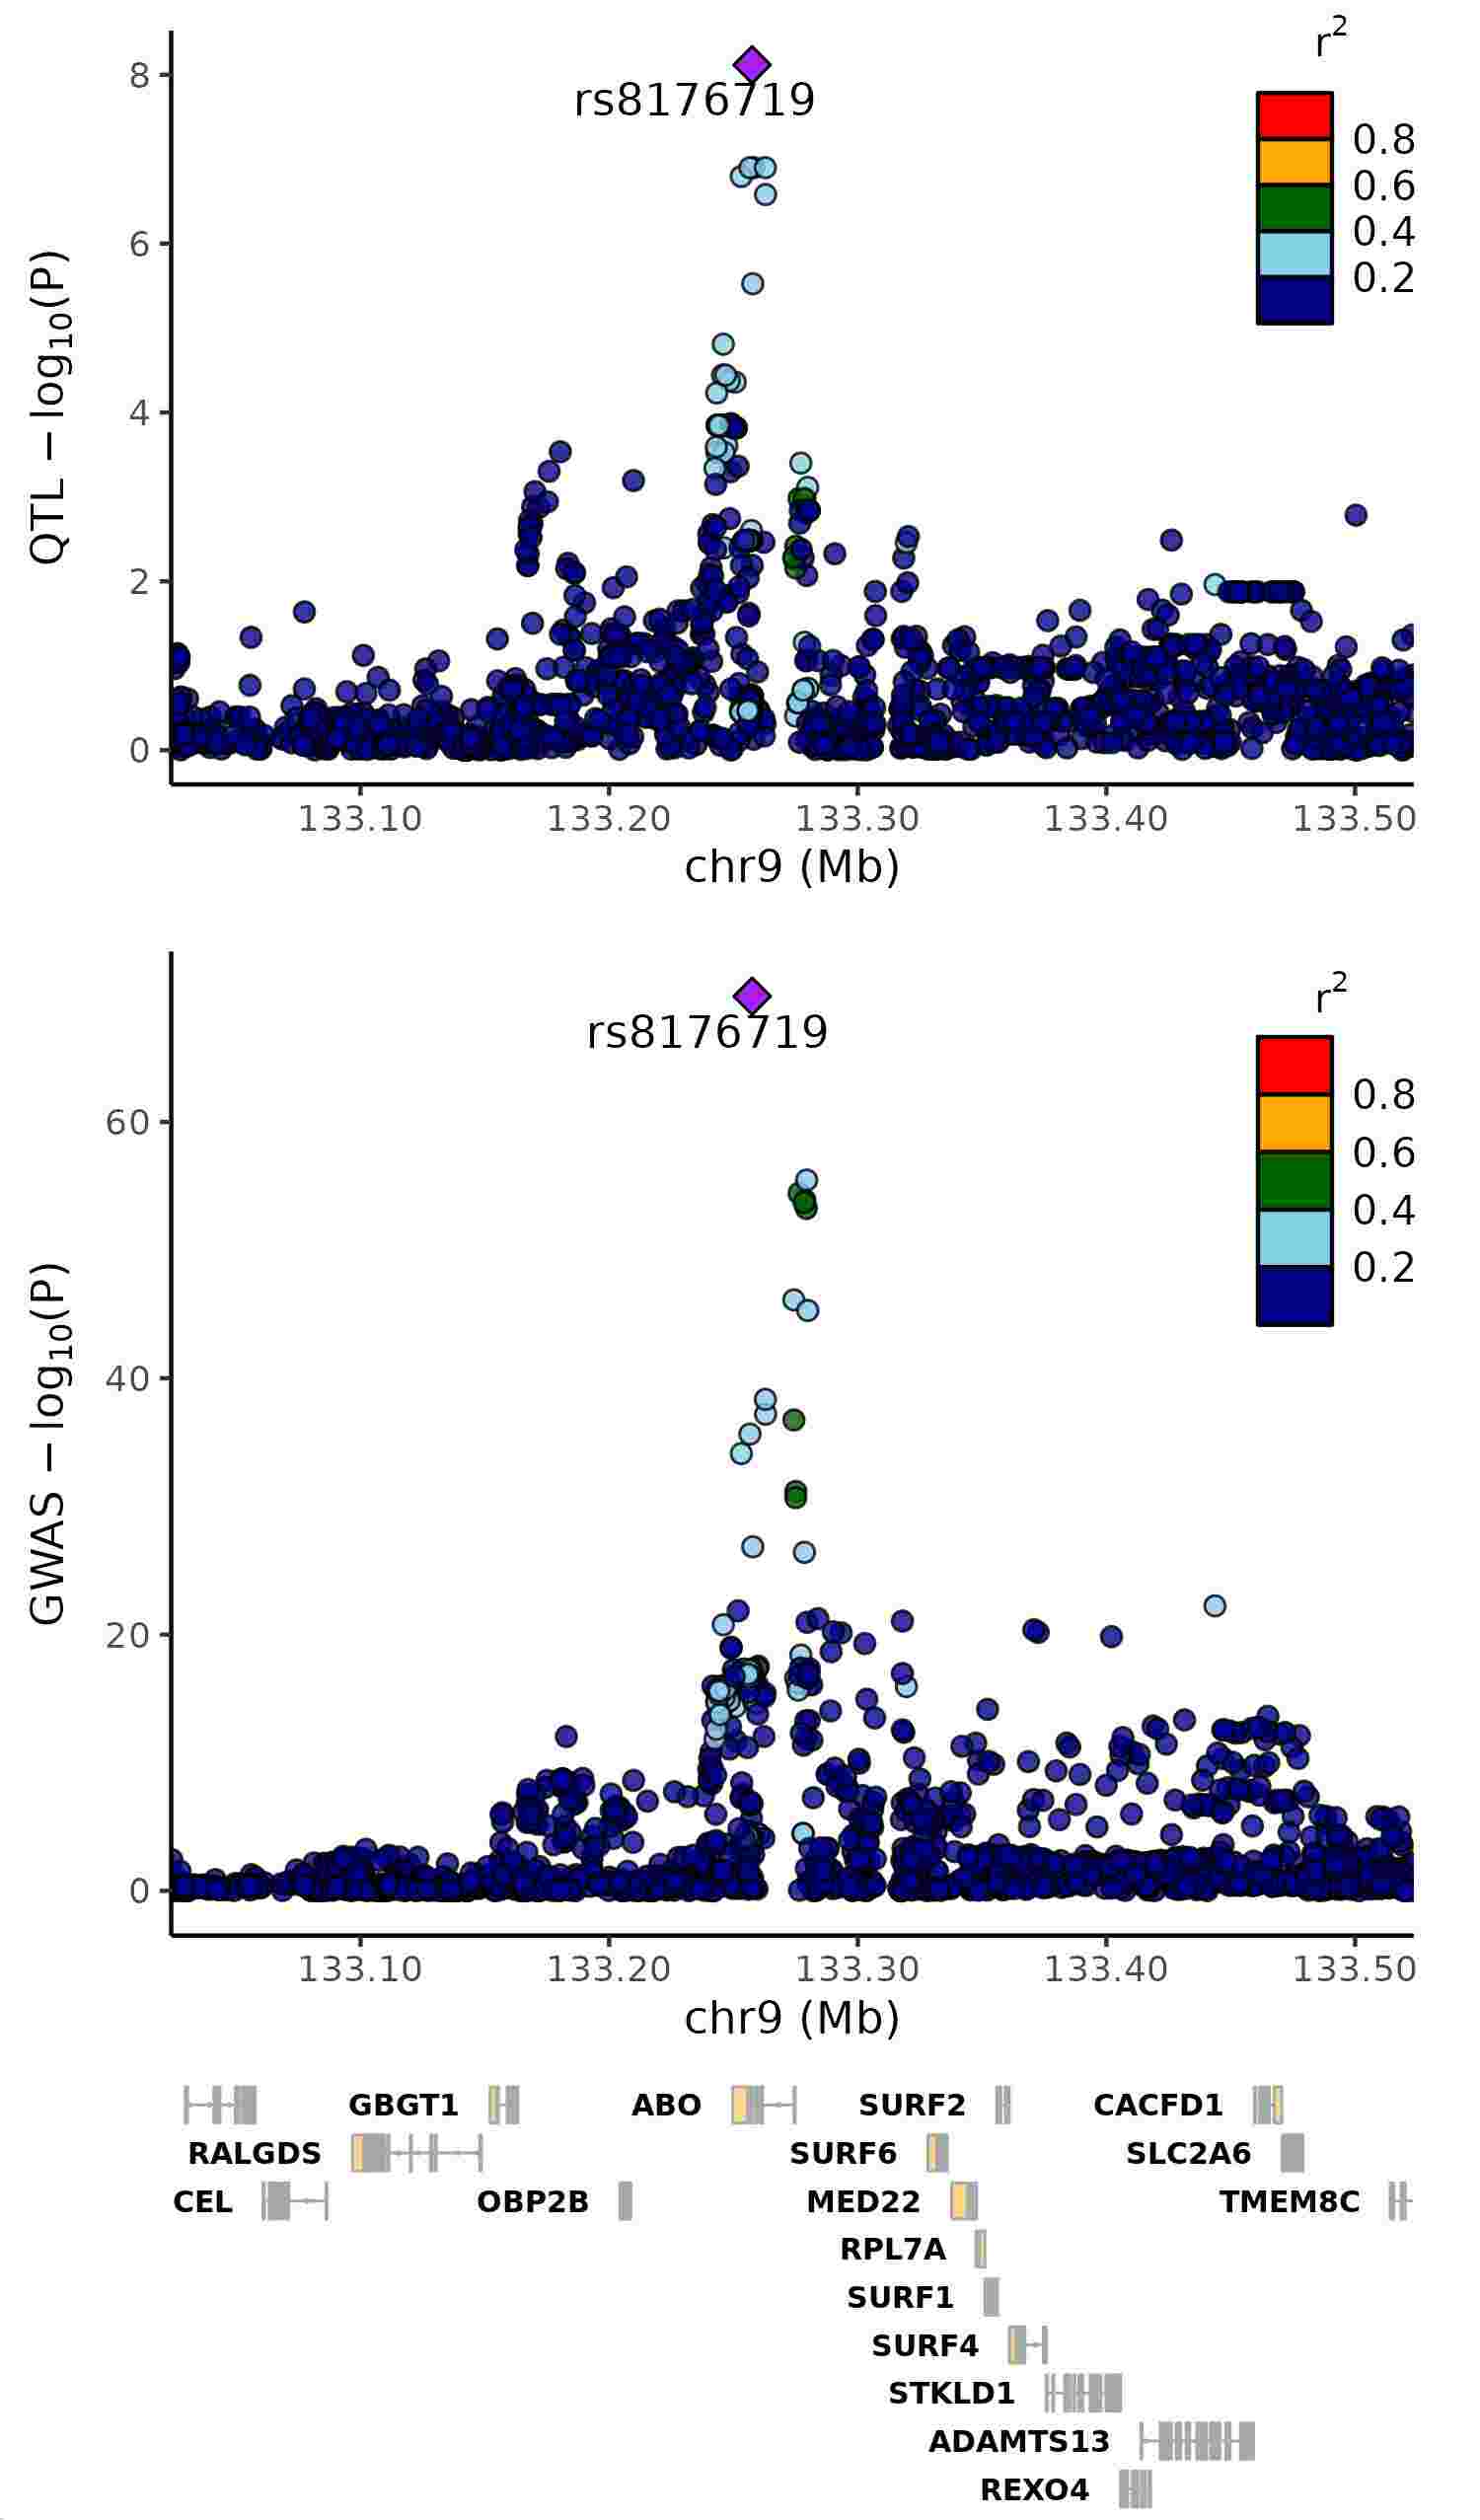 r2
8
rs8176719
0.8
0.6
0.4
0.2
6
4
2
0
QTL −log10(P)
133.10 133.20 133.30 133.40 133.50
chr9 (Mb)
r2
rs8176719
60
0.8
0.6
0.4
0.2
40
20
0
GWAS −log10(P)
133.10 133.20 133.30 133.40 133.50
chr9 (Mb)
GBGT1 ABO SURF2 CACFD1
RALGDS SURF6 SLC2A6
CEL OBP2B MED22 TMEM8C
RPL7A
SURF1
SURF4
STKLD1
ADAMTS13
REXO4